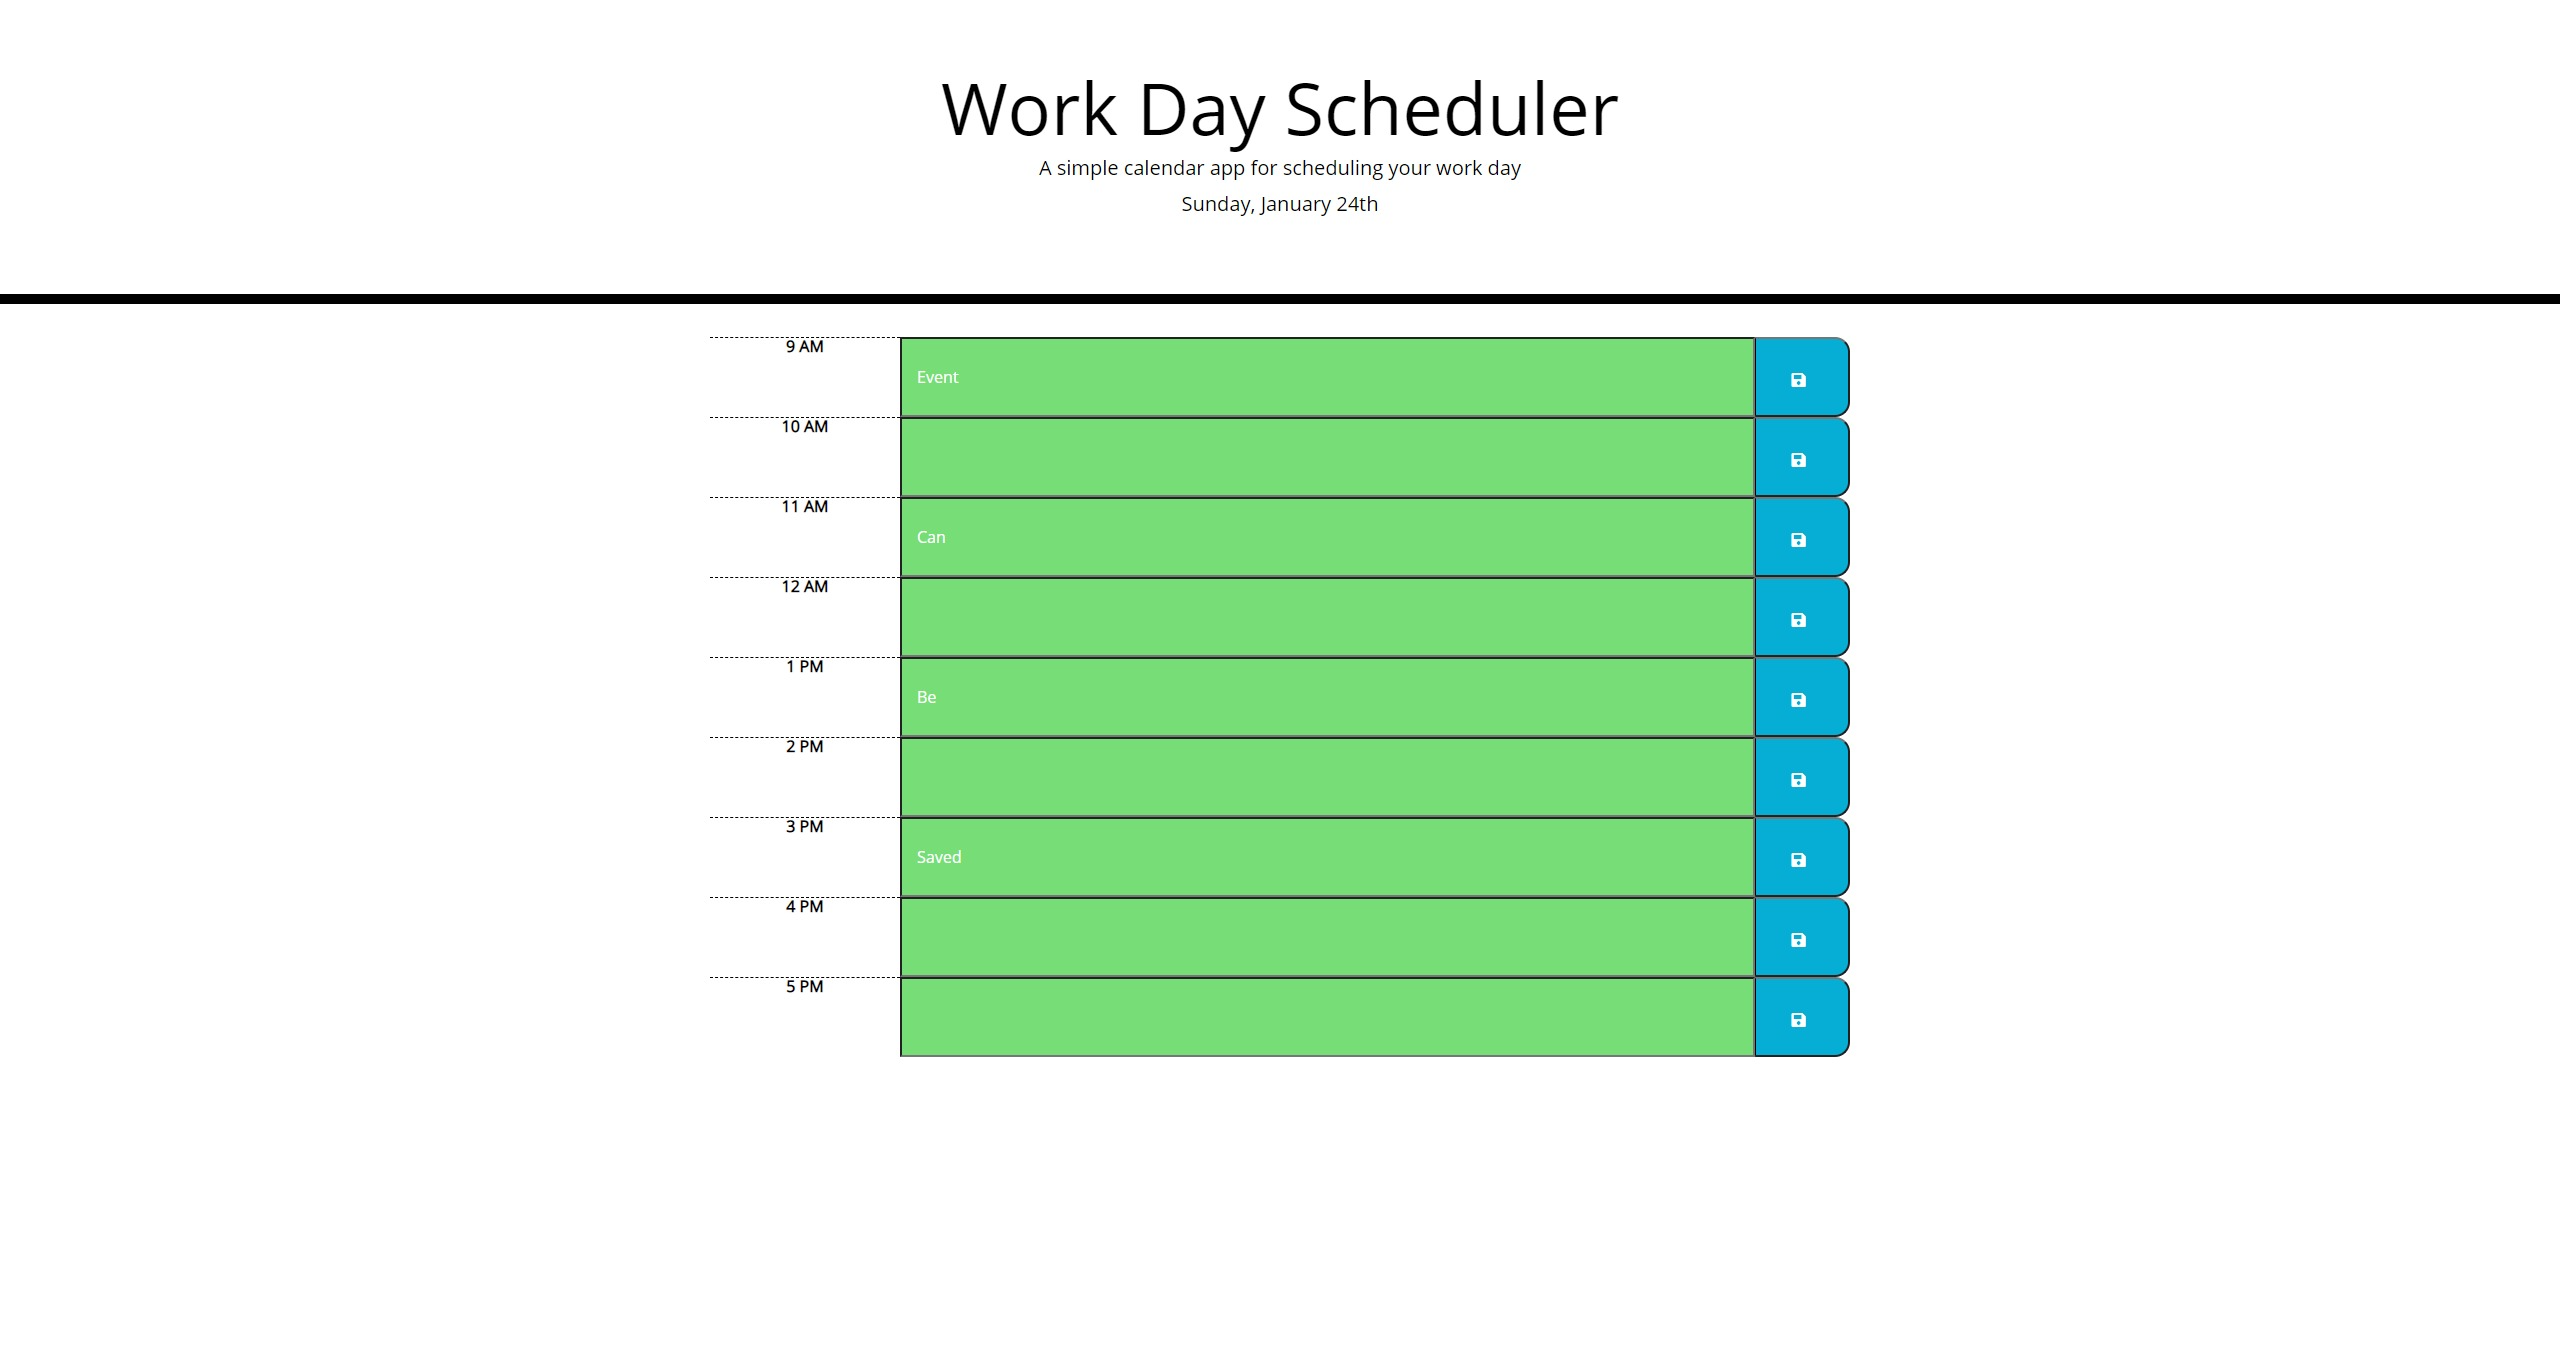 Work Day Scheduler
A simple calendar app for scheduling your work day
Sunday, January 24th
9 AM
Event
10 AM
11 AM
Can
12 AM
1 PM
Be
2 PM
3 PM
Saved
4 PM
5 PM